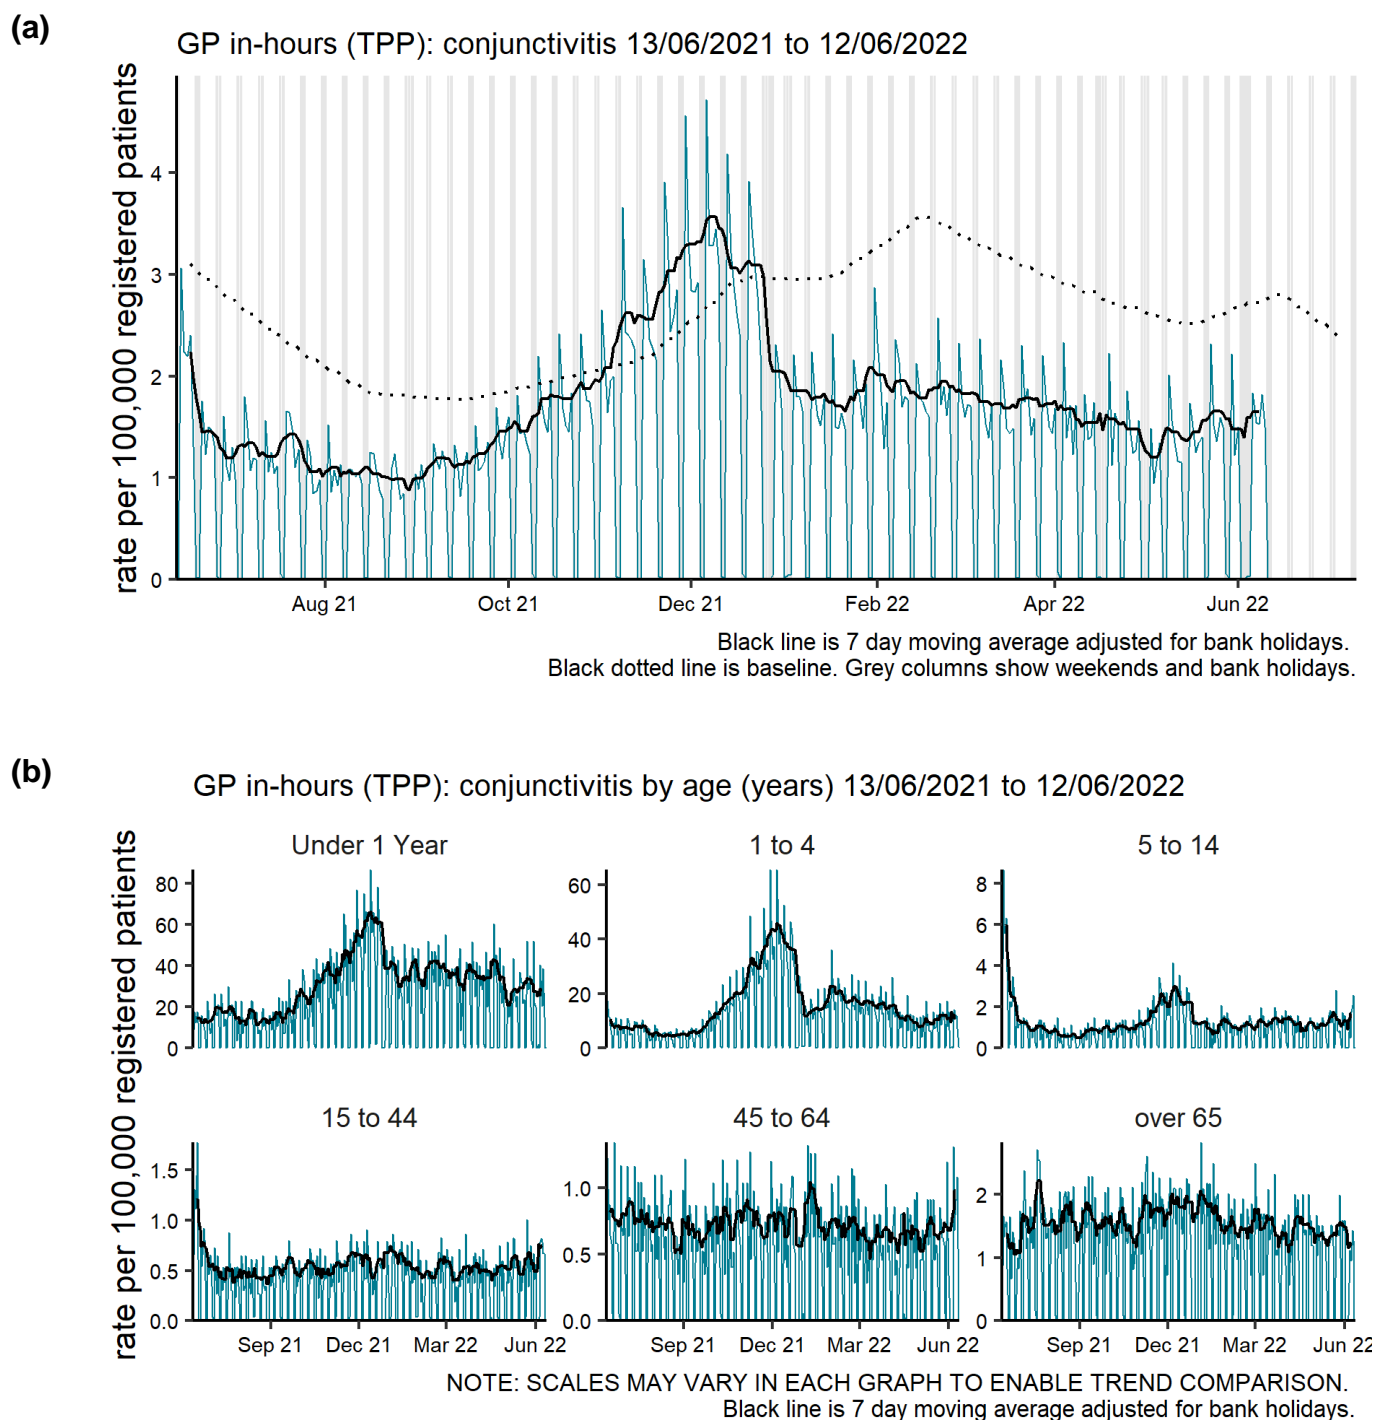 (a)
GP in-hours (TPP): conjunctivitis 13/06/2021 to 12/06/2022
rate per 100,000 registered patients
4
3
2
1
0
Aug 21 Oct 21 Dec 21 Feb 22 Apr 22 Jun 22
Black line is 7 day moving average adjusted for bank holidays.
Black dotted line is baseline. Grey columns show weekends and bank holidays.
(b)
GP in-hours (TPP): conjunctivitis by age (years) 13/06/2021 to 12/06/2022
rate per 100,000 registered patients
Under 1 Year
80
60
40
20
0
1 to 4
60
40
20
0
5 to 14
8
6
4
2
0
15 to 44
1.5
1.0
0.5
0.0
Sep 21 Dec 21 Mar 22 Jun 22
45 to 64
1.0
0.5
0.0
Sep 21 Dec 21 Mar 22 Jun 22
over 65
2
1
0
Sep 21 Dec 21 Mar 22 Jun 22
NOTE: SCALES MAY VARY IN EACH GRAPH TO ENABLE TREND COMPARISON.
Black line is 7 day moving average adjusted for bank holidays.